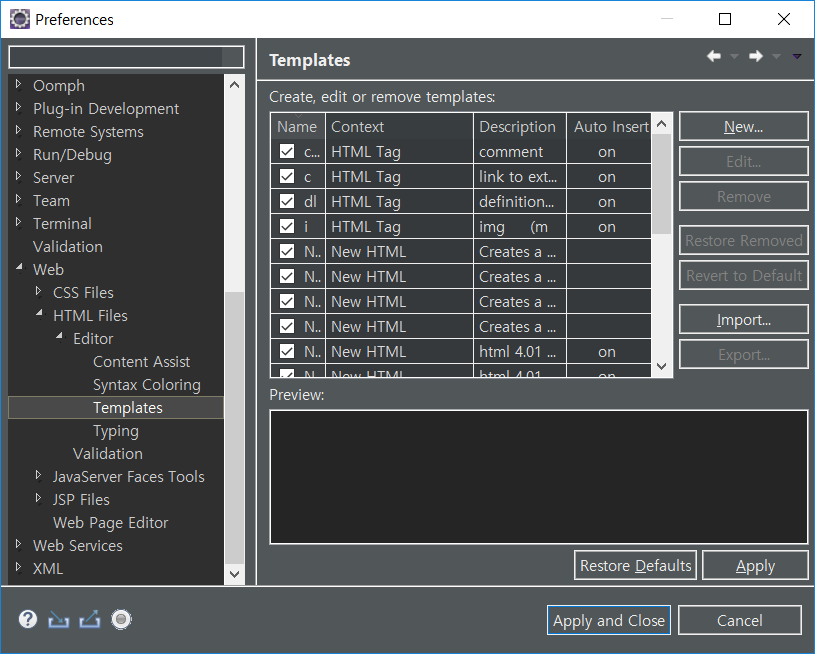 Preferences
Oomph
Plug-in Development
Remote Systems
Run/Debug
Server
Team
Terminal
Validation
Web
CSS Files
HTML Files
Editor
Content Assist
Syntax Coloring
Templates
Typing
Validation
JavaServer Faces Tools
JSP Files
Web Page Editor
Web Services
XML
Templates
Create, edit or remove templates:
Name Context Description Auto Insert
c... HTML Tag comment on
c HTML Tag link to ext... on
dl HTML Tag definition... on
i HTML Tag img (m on
N.. New HTML Creates a ...
N.. New HTML Creates a ...
N.. New HTML Creates a ...
N.. New HTML Creates a ...
N.. New HTML html 4.01 ... on
N.. New HTML html 4.01 ... on
New...
Edit...
Remove
Restore Removed
Revert to Default
Import...
Export...
Preview:
Restore Defaults Apply
Apply and Close Cancel